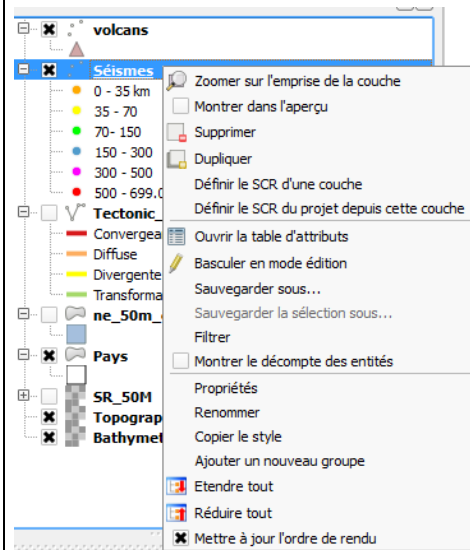 volcans
Séismes
0 - 35 km
35 - 70
70- 150
150 - 300
300 - 500
500 - 699.0
Tectonic_
Convergea
Diffuse
Divergente
Transforma
ne_50m_
Pays
SR_50M
Topograp
Bathymet
Zoomer sur l'emprise de la couche
Montrer dans l'aperçu
Supprimer
Dupliquer
Définir le SCR d'une couche
Définir le SCR du projet depuis cette couche
Ouvrir la table d'attributs
Basculer en mode édition
Sauvegarder sous...
Sauvegarder la sélection sous...
Filtrer
Montrer le décompte des entités
Propriétés
Renommer
Copier le style
Ajouter un nouveau groupe
Etendre tout
Réduire tout
Mettre à jour l'ordre de rendu